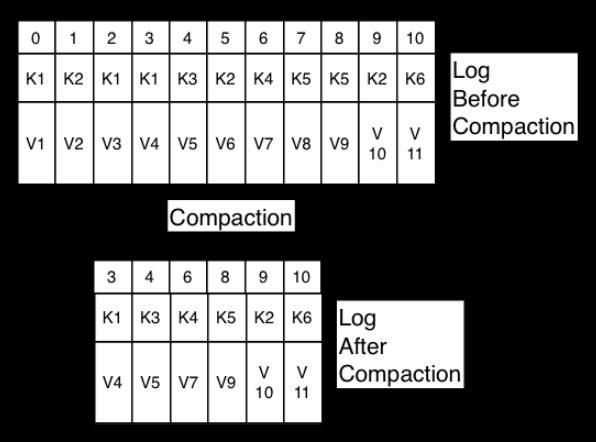 0 1 2 3 4 5 6 7 8 9 10
K1 K2 K1 K1 K3 K2 K4 K5 K5 K2 K6
V1 V2 V3 V4 V5 V6 V7 V8 V9 V 10 V 11
Log
Before
Compaction
Compaction
3 4 6 8 9 10
K1 K3 K4 K5 K2 K6
V4 V5 V7 V9 V 10 V 11
Log
After
Compaction